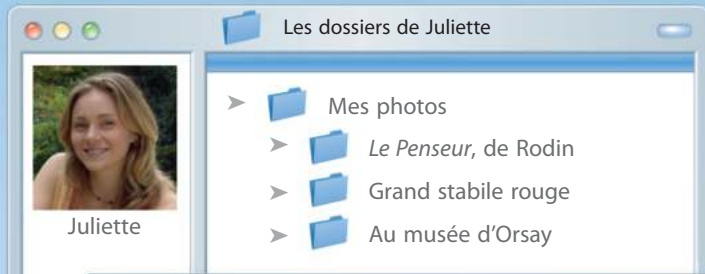 Les dossiers de Juliette
Juliette
Mes photos
Le Penseur, de Rodin
Grand stabile rouge
Au musée d'Orsay